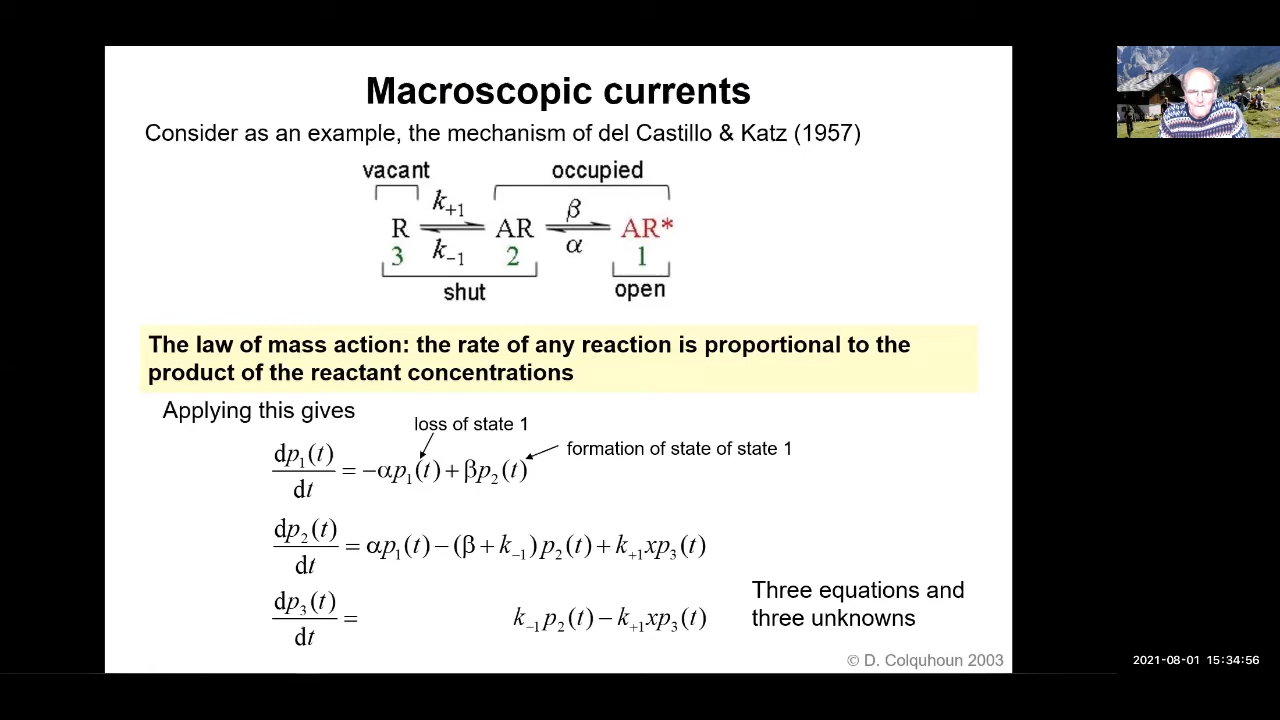 Macroscopic currents
Consider as an example, the mechanism of del Castillo & Katz (1957)
vacant occupied
k₊₁ β
R ⇌ AR ⇌ AR*
3 k₋₁ 2 α 1
shut open
The law of mass action: the rate of any reaction is proportional to the
product of the reactant concentrations
Applying this gives
loss of state 1
formation of state of state 1
dp₁(t)/dt = −αp₁(t) + βp₂(t)
dp₂(t)/dt = αp₁(t) − (β + k₋₁)p₂(t) + k₊₁xp₃(t)
dp₃(t)/dt = k₋₁p₂(t) − k₊₁xp₃(t)
Three equations and
three unknowns
© D. Colquhoun 2003
2021-08-01 15:34:56